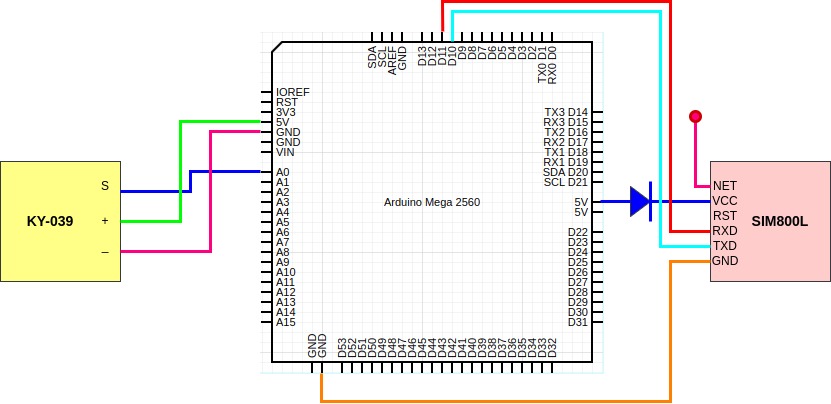 SDA
SCL
AREF
GND
D13
D12
D11
D10
D9
D8
D7
D6
D5
D4
D3
D2
TX0 D1
RX0 D0
IOREF
RST
3V3
5V
GND
GND
VIN
A0
A1
A2
A3
A4
A5
A6
A7
A8
A9
A10
A11
A12
A13
A14
A15
KY-039
S
+
–
Arduino Mega 2560
TX3 D14
RX3 D15
TX2 D16
RX2 D17
TX1 D18
RX1 D19
SDA D20
SCL D21
5V
5V
D22
D23
D24
D25
D26
D27
D28
D29
D30
D31
NET
VCC
RST
RXD
TXD
GND
SIM800L
GND
GND
D53
D52
D51
D50
D49
D48
D47
D46
D45
D44
D43
D42
D41
D40
D39
D38
D37
D36
D35
D34
D33
D32